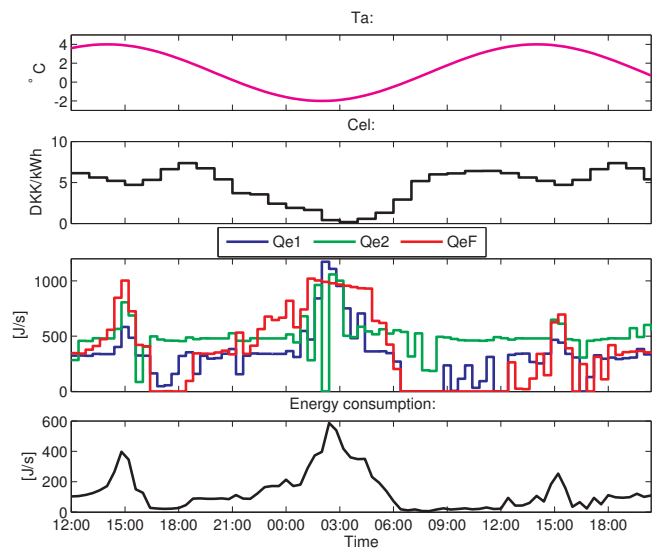 Ta:
4
2
0
-2
° C
Cel:
10
5
0
DKK/kWh
Qe1 Qe2 QeF
1000
500
0
[J/s]
Energy consumption:
600
400
200
0
[J/s]
12:00 15:00 18:00 21:00 00:00 03:00 06:00 09:00 12:00 15:00 18:00
Time